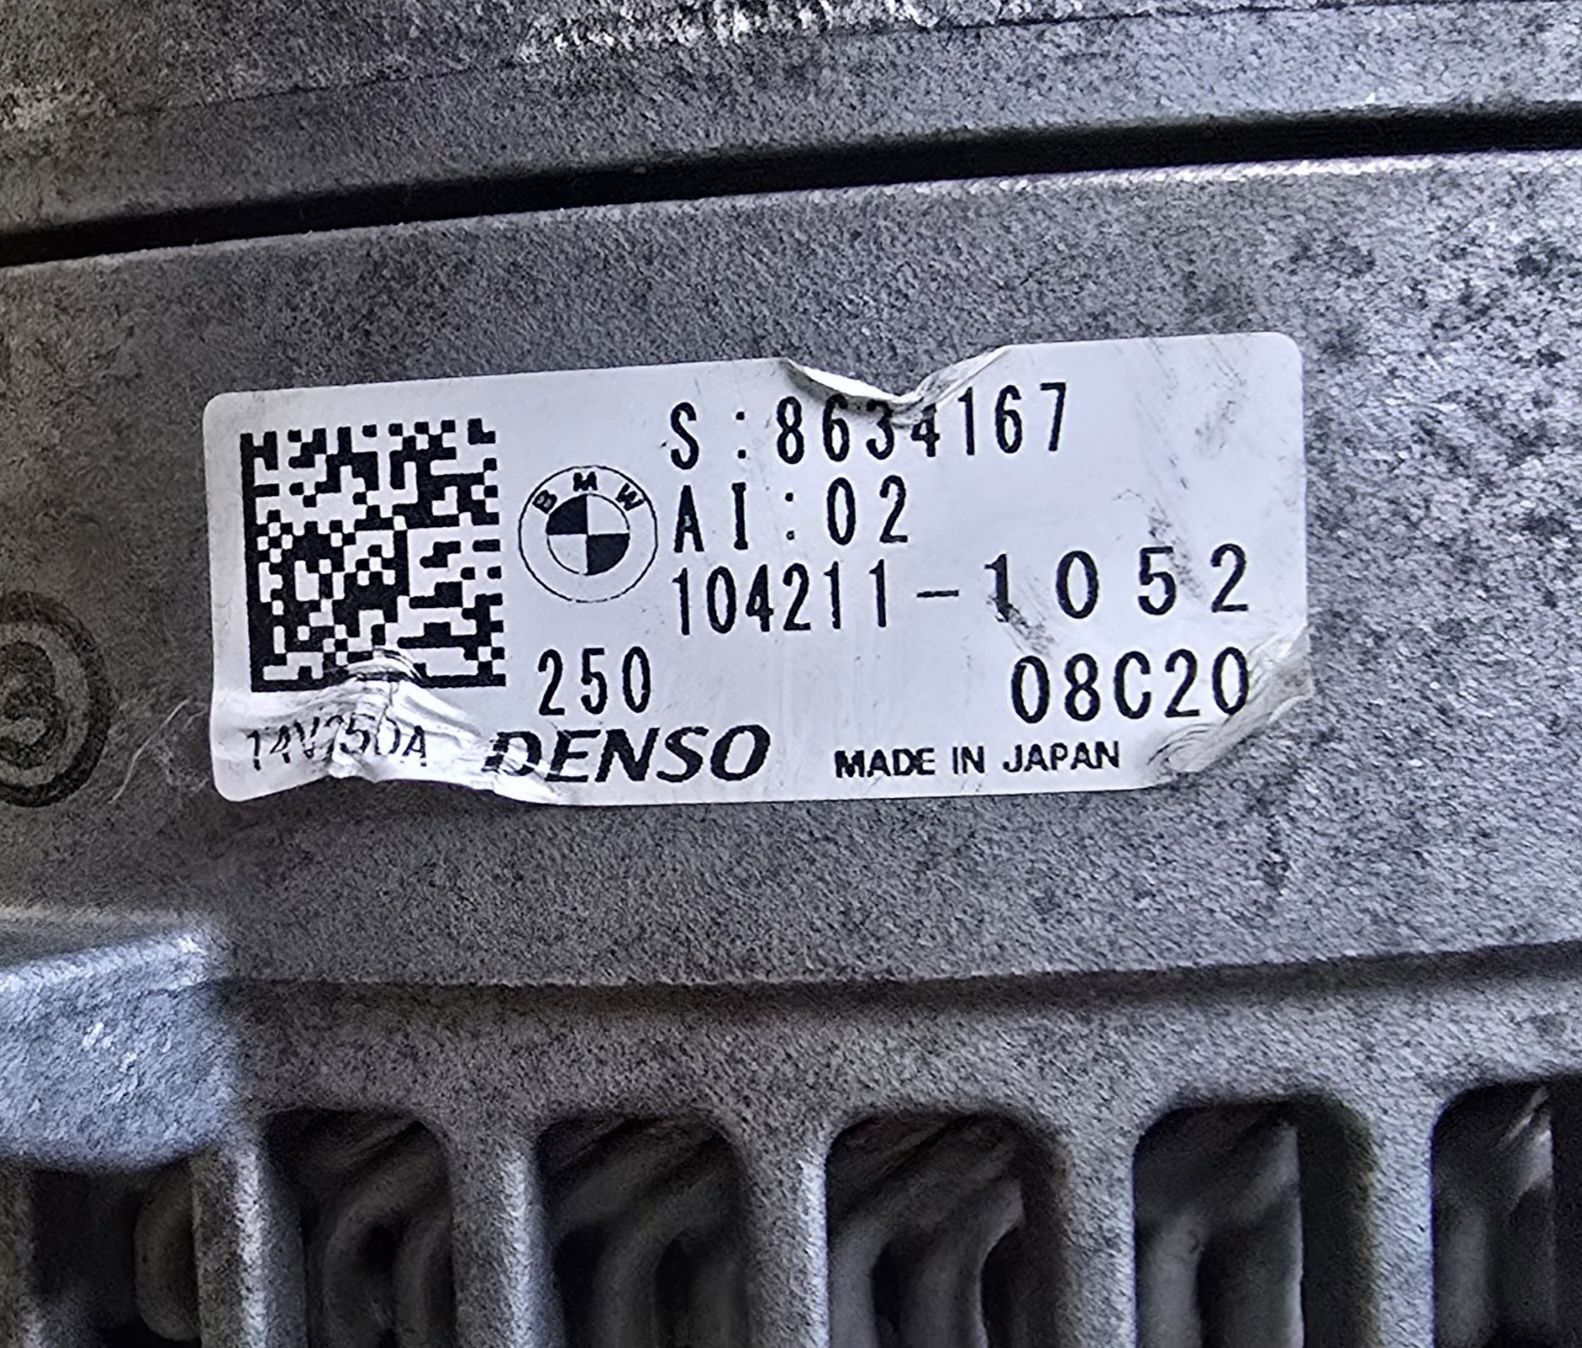 S:8634167
BMW
AI:02
104211-1052
250
08C20
14V250A
DENSO
MADE IN JAPAN